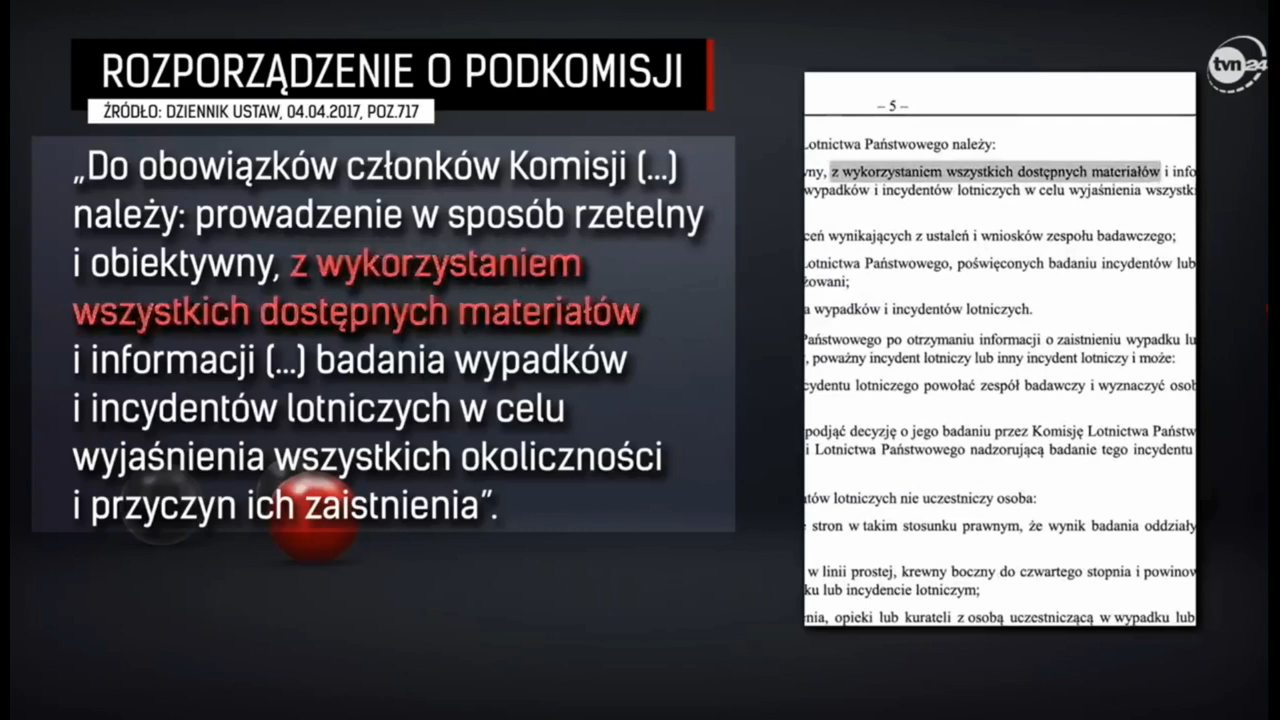 ROZPORZĄDZENIE O PODKOMISJI
ŹRÓDŁO: DZIENNIK USTAW, 04.04.2017, POZ.717
„Do obowiązków członków Komisji (...)
należy: prowadzenie w sposób rzetelny
i obiektywny, z wykorzystaniem
wszystkich dostępnych materiałów
i informacji (...) badania wypadków
i incydentów lotniczych w celu
wyjaśnienia wszystkich okoliczności
i przyczyn ich zaistnienia”.
tvn24
– 5 –
Lotnictwa Państwowego należy:
z wykorzystaniem wszystkich dostępnych materiałów i info
wypadków i incydentów lotniczych w celu wyjaśnienia wszystki
ceń wynikających z ustaleń i wniosków zespołu badawczego;
Lotnictwa Państwowego, poświęconych badaniu incydentów lub
żowani;
a wypadków i incydentów lotniczych.
Państwowego po otrzymaniu informacji o zaistnieniu wypadku lu
, poważny incydent lotniczy lub inny incydent lotniczy i może:
cydentu lotniczego powołać zespół badawczy i wyznaczyć osob
podjąć decyzję o jego badaniu przez Komisję Lotnictwa Państw
i Lotnictwa Państwowego nadzorującą badanie tego incydentu
tów lotniczych nie uczestniczy osoba:
stron w takim stosunku prawnym, że wynik badania oddziały
w linii prostej, krewny boczny do czwartego stopnia i powinow
ku lub incydencie lotniczym;
nia, opieki lub kurateli z osobą uczestniczącą w wypadku lub